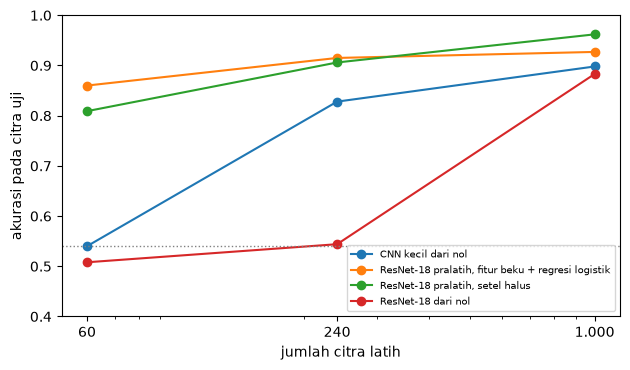 1.0
0.9
0.8
0.7
0.6
0.5
0.4
akurasi pada citra uji
60
240
1.000
jumlah citra latih
CNN kecil dari nol
ResNet-18 pralatih, fitur beku + regresi logistik
ResNet-18 pralatih, setel halus
ResNet-18 dari nol